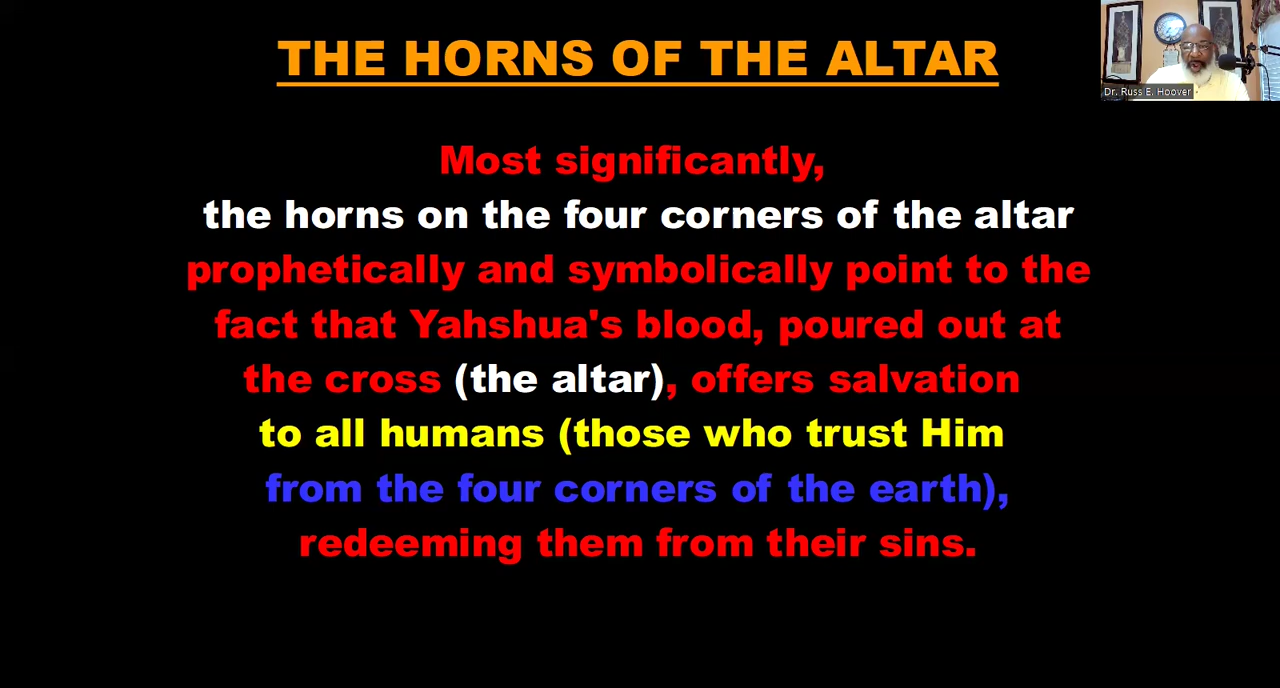 THE HORNS OF THE ALTAR
Dr. Russ E. Hoover
Most significantly,
the horns on the four corners of the altar
prophetically and symbolically point to the
fact that Yahshua's blood, poured out at
the cross (the altar), offers salvation
to all humans (those who trust Him
from the four corners of the earth),
redeeming them from their sins.